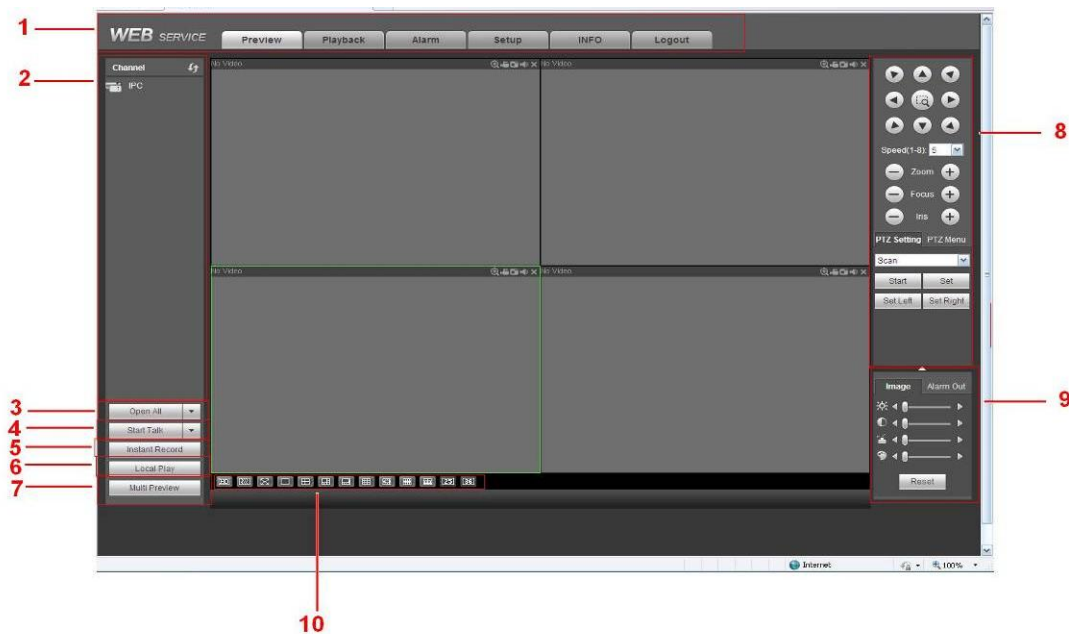 1
WEB SERVICE
Preview Playback Alarm Setup INFO Logout
2
Channel
IPC
No Video
No Video
No Video
No Video
8
Speed(1-8): 5
Zoom
Focus
Iris
PTZ Setting PTZ Menu
Scan
Start Set
Set Left Set Right
9
Image Alarm Out
Reset
3
Open All
4
Start Talk
5
Instant Record
6
Local Play
7
Multi Preview
25 36
Internet 100%
10